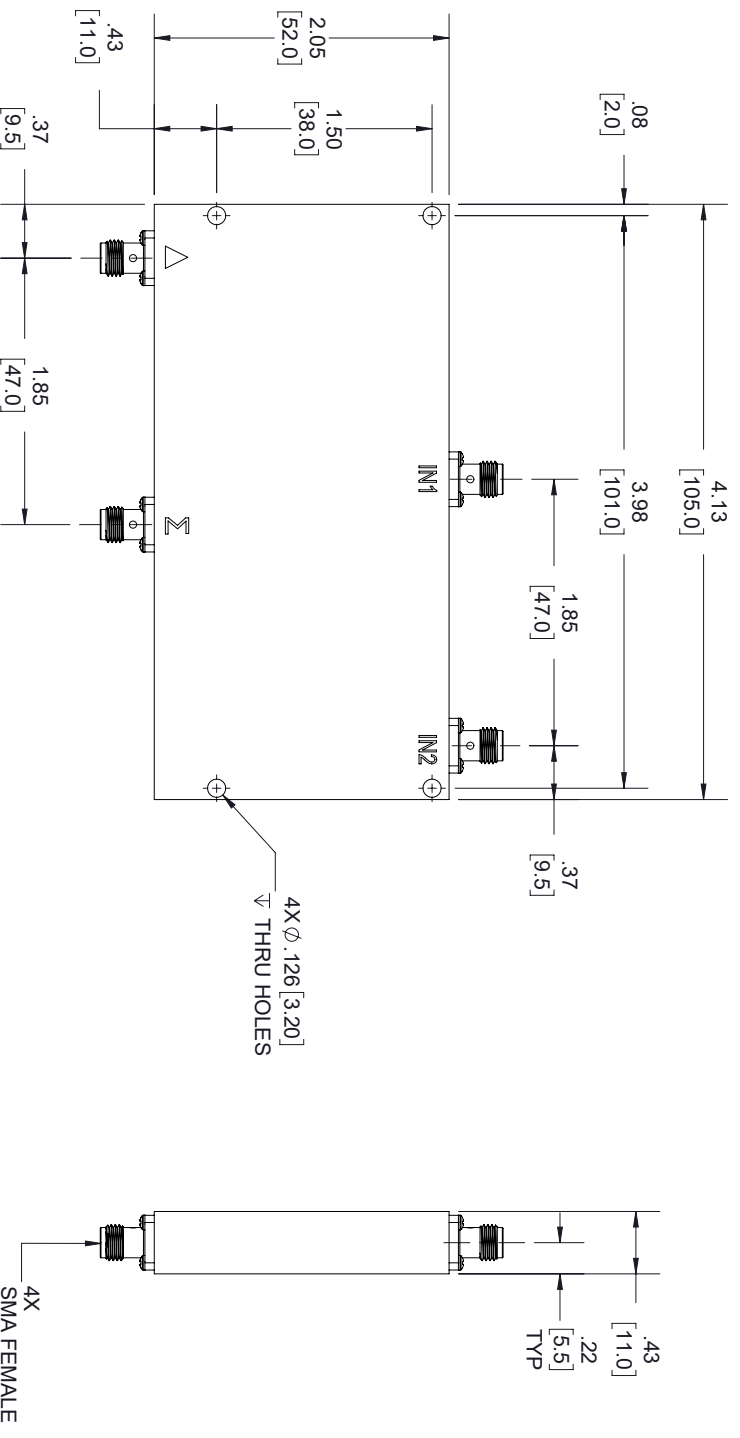 4.13
[105.0]
3.98
[101.0]
.08
[2.0]
1.85
[47.0]
.37
[9.5]
.43
[11.0]
.22
[5.5]
TYP
IN1
IN2
2.05
[52.0]
1.50
[38.0]
.43
[11.0]
Δ
Σ
4X Ø .126 [3.20]
↧ THRU HOLES
.37
[9.5]
1.85
[47.0]
4X
SMA FEMALE